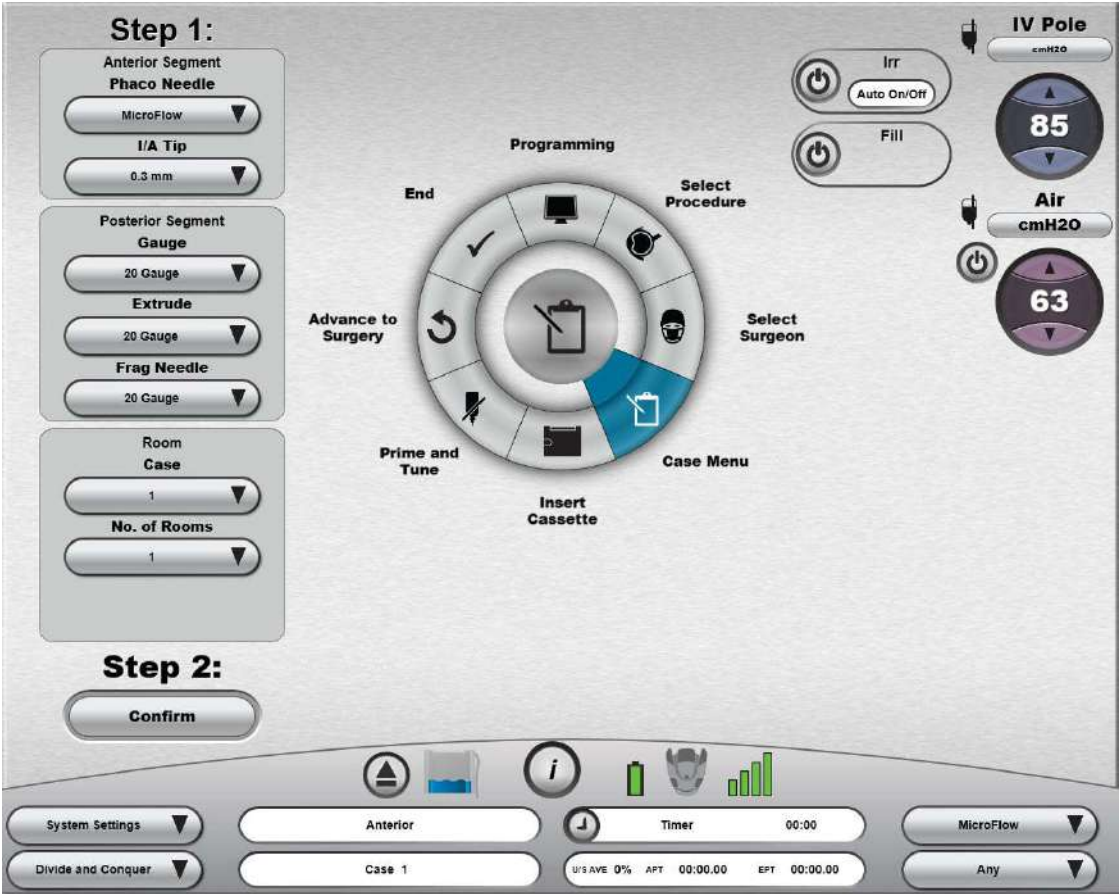 Step 1:
Anterior Segment
Phaco Needle
MicroFlow
I/A Tip
0.3 mm
Posterior Segment
Gauge
20 Gauge
Extrude
20 Gauge
Frag Needle
20 Gauge
Room
Case
1
No. of Rooms
1
Step 2:
Confirm
Programming
Select
Procedure
Select
Surgeon
Case Menu
Insert
Cassette
Prime and
Tune
Advance to
Surgery
End
Irr
Auto On/Off
Fill
IV Pole
cmH2O
85
Air
cmH2O
63
i
System Settings
Anterior
Timer 00:00
MicroFlow
Divide and Conquer
Case 1
U/S AVE 0% APT 00:00.00 EPT 00:00.00
Any